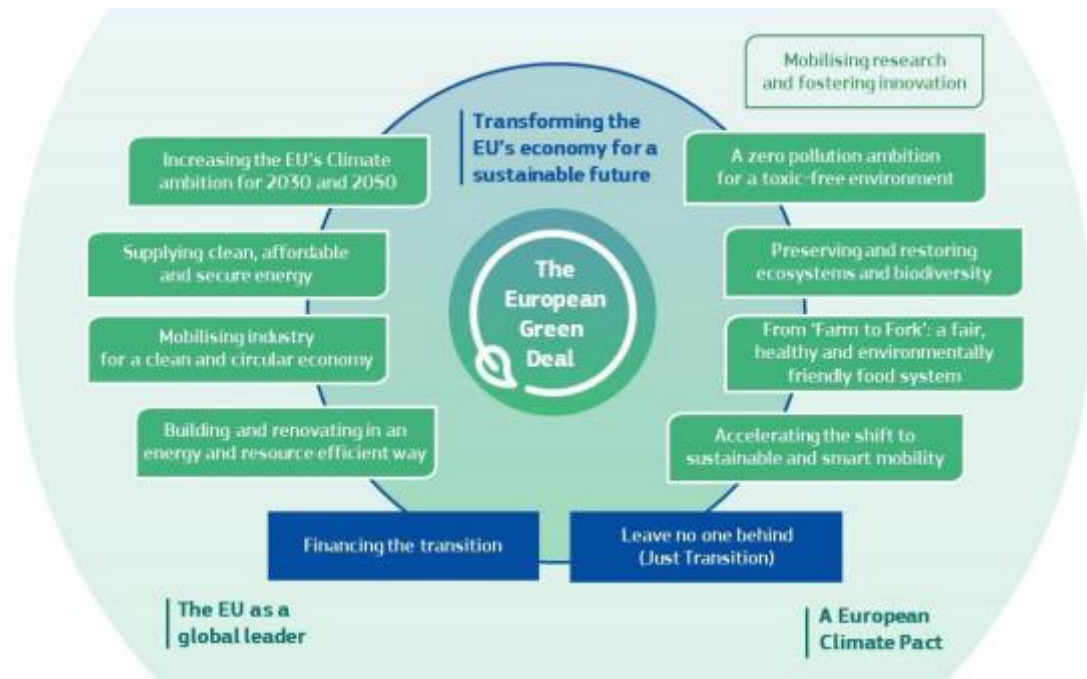 Mobilising research
and fostering innovation
Transforming the
EU's economy for a
sustainable future
Increasing the EU's Climate
ambition for 2030 and 2050
A zero pollution ambition
for a toxic-free environment
Supplying clean, affordable
and secure energy
Preserving and restoring
ecosystems and biodiversity
The
European
Green
Deal
Mobilising industry
for a clean and circular economy
From 'Farm to Fork': a fair,
healthy and environmentally
friendly food system
Building and renovating in an
energy and resource efficient way
Accelerating the shift to
sustainable and smart mobility
Financing the transition
Leave no one behind
(Just Transition)
The EU as a
global leader
A European
Climate Pact